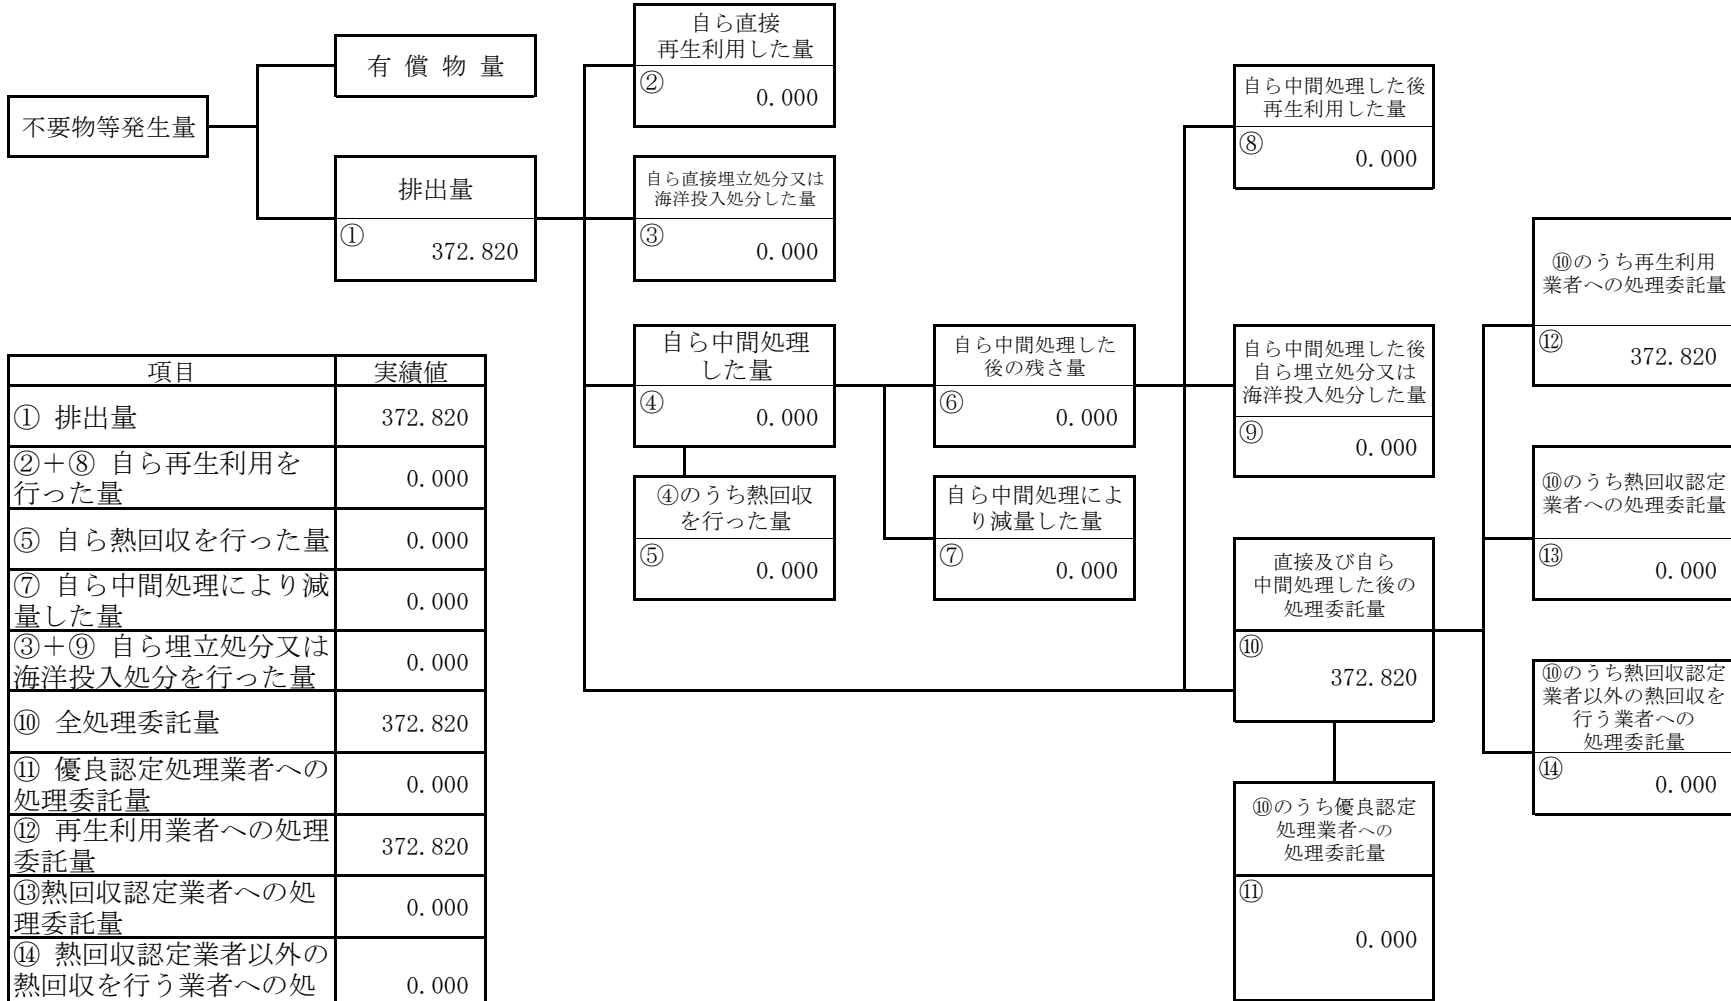 不要物等発生量
有償物量
排出量
①
372.820
自ら直接
再生利用した量
②
0.000
自ら直接埋立処分又は
海洋投入処分した量
③
0.000
自ら中間処理
した量
④
0.000
④のうち熱回収
を行った量
⑤
0.000
自ら中間処理した
後の残さ量
⑥
0.000
自ら中間処理によ
り減量した量
⑦
0.000
自ら中間処理した後
再生利用した量
⑧
0.000
自ら中間処理した後
自ら埋立処分又は
海洋投入処分した量
⑨
0.000
直接及び自ら
中間処理した後の
処理委託量
⑩
372.820
⑩のうち優良認定
処理業者への
処理委託量
⑪
0.000
⑩のうち再生利用
業者への処理委託量
⑫
372.820
⑩のうち熱回収認定
業者への処理委託量
⑬
0.000
⑩のうち熱回収認定
業者以外の熱回収を
行う業者への
処理委託量
⑭
0.000
項目 実績値
① 排出量 372.820
②+⑧ 自ら再生利用を
行った量 0.000
⑤ 自ら熱回収を行った量 0.000
⑦ 自ら中間処理により減
量した量 0.000
③+⑨ 自ら埋立処分又は
海洋投入処分を行った量 0.000
⑩ 全処理委託量 372.820
⑪ 優良認定処理業者への
処理委託量 0.000
⑫ 再生利用業者への処理
委託量 372.820
⑬熱回収認定業者への処
理委託量 0.000
⑭ 熱回収認定業者以外の
熱回収を行う業者への処 0.000